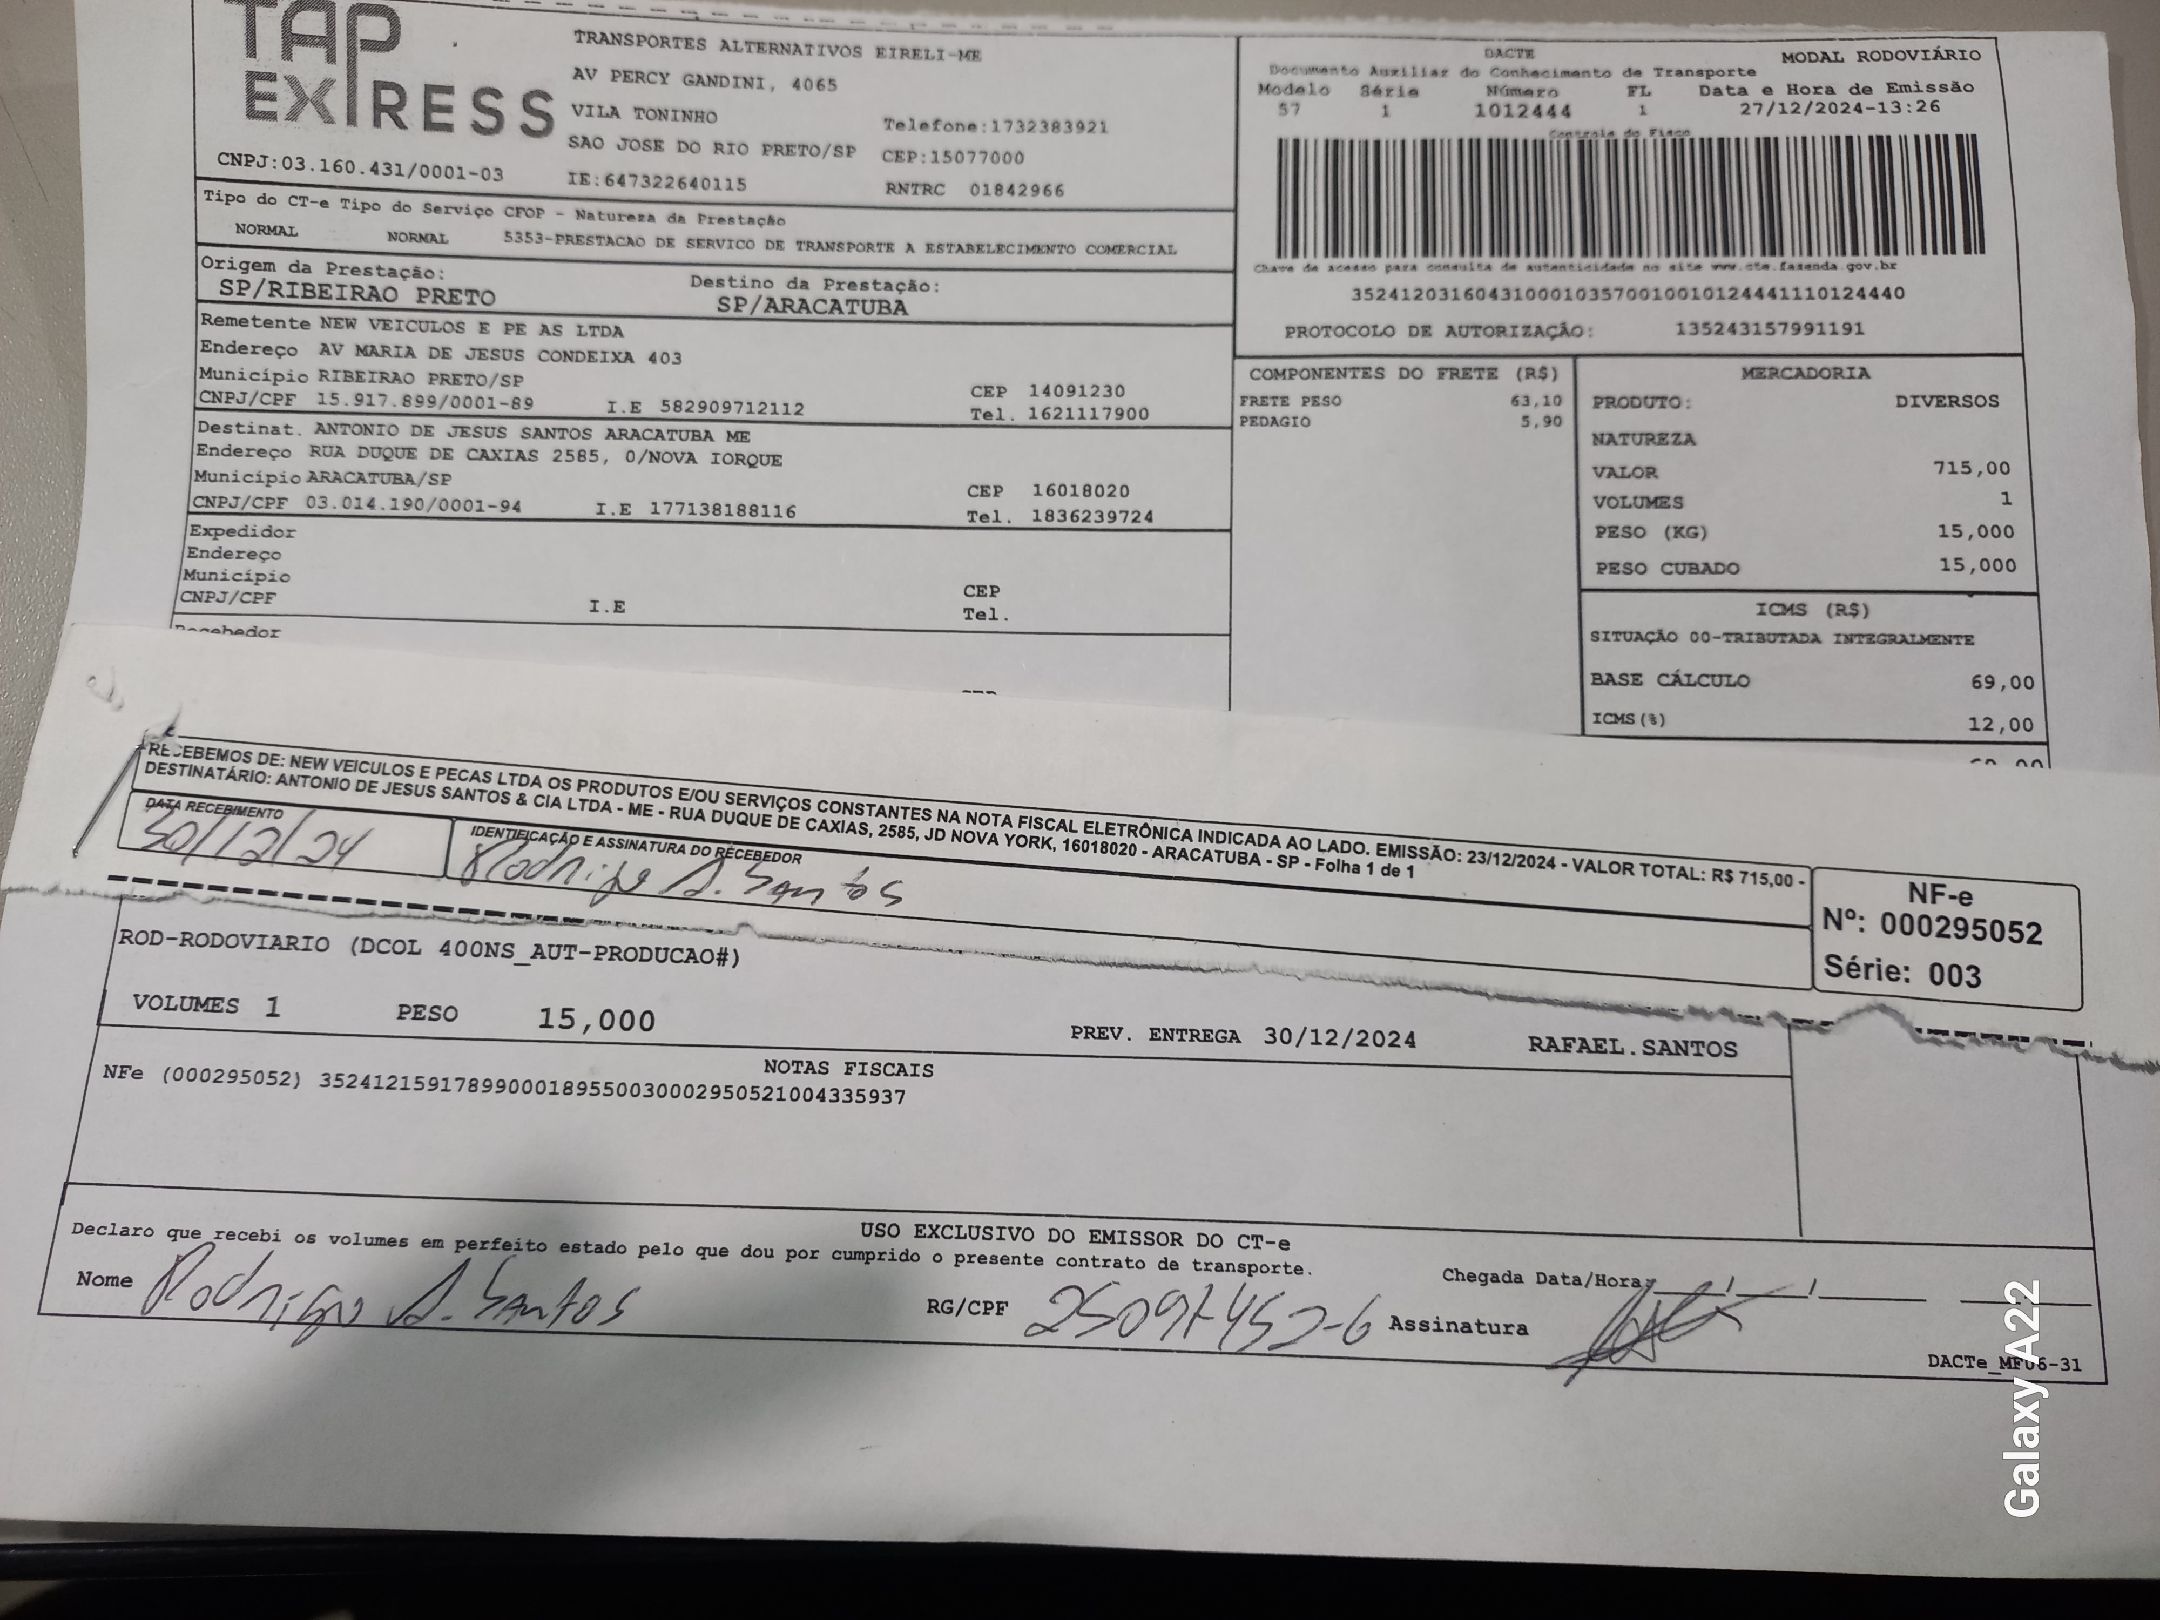 TAP EXPRESS
TRANSPORTES ALTERNATIVOS EIRELI-ME
AV PERCY GANDINI, 4065
VILA TONINHO
Telefone:1732383921
SAO JOSE DO RIO PRETO/SP CEP:15077000
CNPJ:03.160.431/0001-03
IE:647322640115
RNTRC 01842966
DACTE
MODAL RODOVIÁRIO
Documento Auxiliar do Conhecimento de Transporte
Modelo Série Número FL Data e Hora de Emissão
57 1 1012444 1 27/12/2024-13:26
Controle do Fisco
Chave de acesso para consulta de autenticidade no site www.cte.fazenda.gov.br
35241203160431000103570010010124441110124440
PROTOCOLO DE AUTORIZAÇÃO: 135243157991191
Tipo do CT-e Tipo do Serviço CFOP - Natureza da Prestação
NORMAL NORMAL 5353-PRESTACAO DE SERVICO DE TRANSPORTE A ESTABELECIMENTO COMERCIAL
Origem da Prestação: Destino da Prestação:
SP/RIBEIRAO PRETO SP/ARACATUBA
Remetente NEW VEICULOS E PE AS LTDA
Endereço AV MARIA DE JESUS CONDEIXA 403
Município RIBEIRAO PRETO/SP CEP 14091230
CNPJ/CPF 15.917.899/0001-89 I.E 582909712112 Tel. 1621117900
Destinat. ANTONIO DE JESUS SANTOS ARACATUBA ME
Endereço RUA DUQUE DE CAXIAS 2585, 0/NOVA IORQUE
Município ARACATUBA/SP CEP 16018020
CNPJ/CPF 03.014.190/0001-94 I.E 177138188116 Tel. 1836239724
Expedidor
Endereço
Município CEP
CNPJ/CPF I.E Tel.
Recebedor
COMPONENTES DO FRETE (R$)
FRETE PESO 63,10
PEDAGIO 5,90
MERCADORIA
PRODUTO: DIVERSOS
NATUREZA
VALOR 715,00
VOLUMES 1
PESO (KG) 15,000
PESO CUBADO 15,000
ICMS (R$)
SITUAÇÃO 00-TRIBUTADA INTEGRALMENTE
BASE CÁLCULO 69,00
ICMS(%) 12,00
RECEBEMOS DE: NEW VEICULOS E PECAS LTDA OS PRODUTOS E/OU SERVIÇOS CONSTANTES NA NOTA FISCAL ELETRÔNICA INDICADA AO LADO. EMISSÃO: 23/12/2024 - VALOR TOTAL: R$ 715,00 -
DESTINATÁRIO: ANTONIO DE JESUS SANTOS & CIA LTDA - ME - RUA DUQUE DE CAXIAS, 2585, JD NOVA YORK, 16018020 - ARACATUBA - SP - Folha 1 de 1
DATA RECEBIMENTO
30/12/24
IDENTIFICAÇÃO E ASSINATURA DO RECEBEDOR
Rodrigo A. Santos
NF-e
Nº: 000295052
Série: 003
ROD-RODOVIARIO (DCOL 400NS_AUT-PRODUCAO#)
VOLUMES 1 PESO 15,000
PREV. ENTREGA 30/12/2024 RAFAEL.SANTOS
NOTAS FISCAIS
NFe (000295052) 35241215917899000189550030002950521004335937
USO EXCLUSIVO DO EMISSOR DO CT-e
Declaro que recebi os volumes em perfeito estado pelo que dou por cumprido o presente contrato de transporte.
Nome Rodrigo A. Santos
RG/CPF
Chegada Data/Hora:
Assinatura
DACTe_MF06-31
Galaxy A22